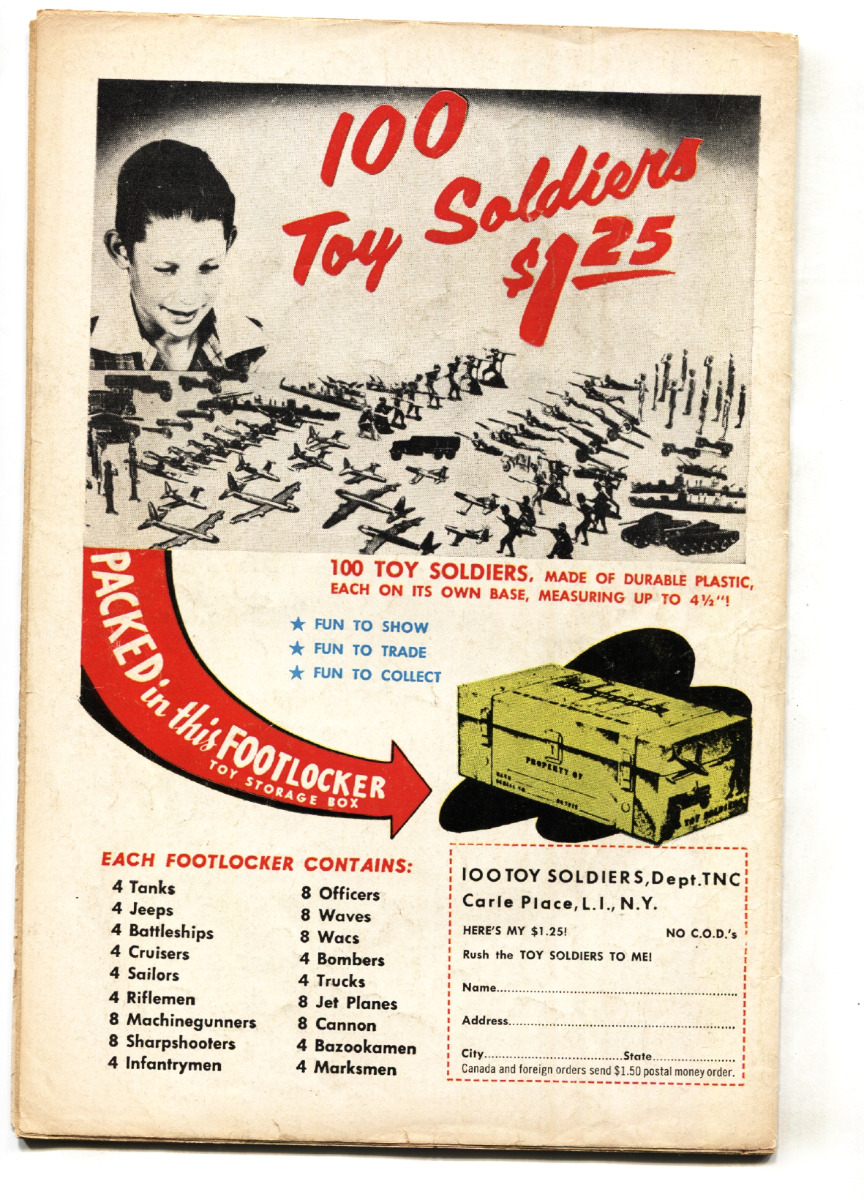 100
Toy Soldiers
$1.25
100 TOY SOLDIERS, MADE OF DURABLE PLASTIC,
EACH ON ITS OWN BASE, MEASURING UP TO 4½"!
★ FUN TO SHOW
★ FUN TO TRADE
★ FUN TO COLLECT
PACKED in this FOOTLOCKER
TOY STORAGE BOX
PROPERTY OF
TOY SOLDIERS
EACH FOOTLOCKER CONTAINS:
4 Tanks
4 Jeeps
4 Battleships
4 Cruisers
4 Sailors
4 Riflemen
8 Machinegunners
8 Sharpshooters
4 Infantrymen
8 Officers
8 Waves
8 Wacs
4 Bombers
4 Trucks
8 Jet Planes
8 Cannon
4 Bazookamen
4 Marksmen
100 TOY SOLDIERS, Dept. TNC
Carle Place, L.I., N.Y.
HERE'S MY $1.25! NO C.O.D.'s
Rush the TOY SOLDIERS TO ME!
Name
Address
City State
Canada and foreign orders send $1.50 postal money order.